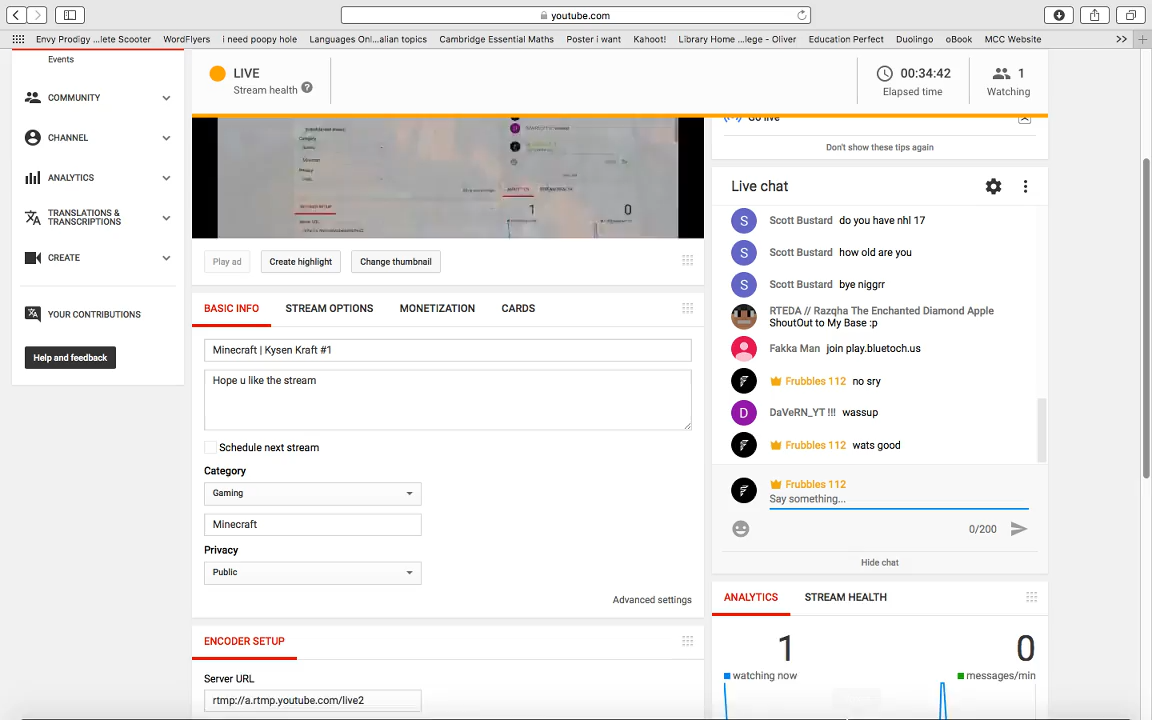 youtube.com
Envy Prodigy ...lete Scooter
WordFlyers
i need poopy hole
Languages Onl...alian topics
Cambridge Essential Maths
Poster i want
Kahoot!
Library Home ...lege - Oliver
Education Perfect
Duolingo
oBook
MCC Website
Events
COMMUNITY
CHANNEL
ANALYTICS
TRANSLATIONS &
TRANSCRIPTIONS
CREATE
YOUR CONTRIBUTIONS
Help and feedback
LIVE
Stream health
00:34:42
Elapsed time
1
Watching
Play ad
Create highlight
Change thumbnail
BASIC INFO
STREAM OPTIONS
MONETIZATION
CARDS
Minecraft | Kysen Kraft #1
Hope u like the stream
Schedule next stream
Category
Gaming
Minecraft
Privacy
Public
Advanced settings
ENCODER SETUP
Server URL
rtmp://a.rtmp.youtube.com/live2
Go live
Don't show these tips again
Live chat
Scott Bustard do you have nhl 17
Scott Bustard how old are you
Scott Bustard bye niggrr
RTEDA // Razqha The Enchanted Diamond Apple
ShoutOut to My Base :p
Fakka Man join play.bluetoch.us
Frubbles 112 no sry
DaVeRN_YT !!! wassup
Frubbles 112 wats good
Frubbles 112
Say something...
0/200
Hide chat
ANALYTICS
STREAM HEALTH
1
watching now
0
messages/min